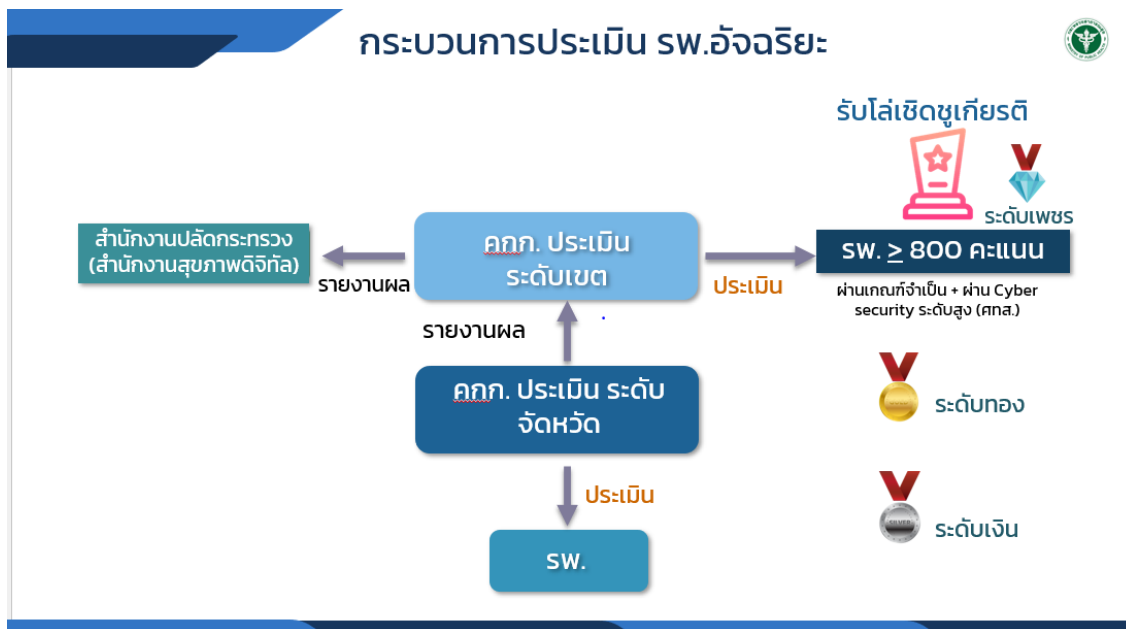 กระบวนการประเมิน รพ.อัจฉริยะ
รับโล่เชิดชูเกียรติ
ระดับเพชร
สำนักงานปลัดกระทรวง
(สำนักงานสุขภาพดิจิทัล)
รายงานผล
คกก. ประเมิน
ระดับเขต
ประเมิน
รพ. ≥ 800 คะแนน
ผ่านเกณฑ์จำเป็น + ผ่าน Cyber
security ระดับสูง (ศทส.)
รายงานผล
คกก. ประเมิน ระดับ
จังหวัด
ระดับทอง
ประเมิน
SILVER
ระดับเงิน
รพ.